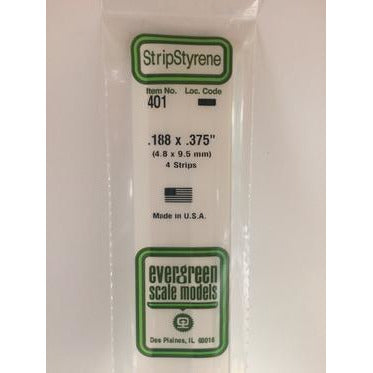 StripStyrene
Item No. Loc. Code
401
.188 x .375"
(4.8 x 9.5 mm)
4 Strips
Made in U.S.A.
evergreen
scale models
Des Plaines, IL 60018